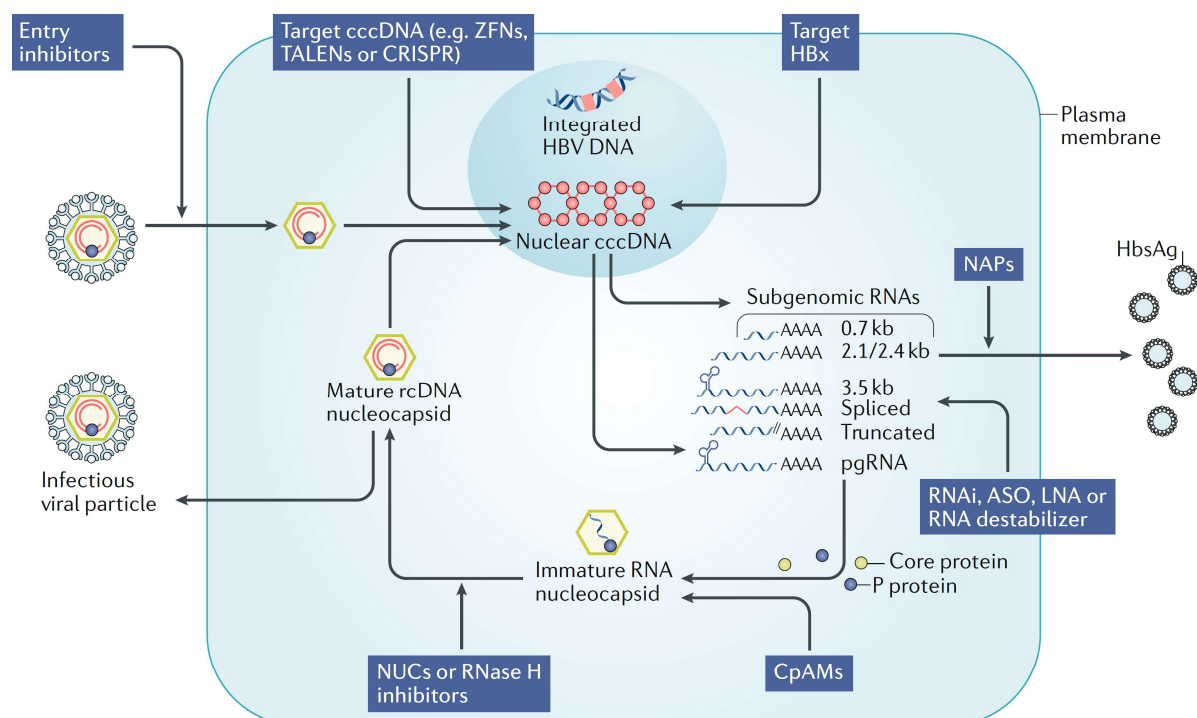 Entry
inhibitors
Target cccDNA (e.g. ZFNs,
TALENs or CRISPR)
Target
HBx
Integrated
HBV DNA
Plasma
membrane
Nuclear cccDNA
NAPs
HbsAg
Subgenomic RNAs
AAAA 0.7 kb
AAAA 2.1/2.4 kb
AAAA 3.5 kb
AAAA Spliced
AAAA Truncated
AAAA pgRNA
Mature rcDNA
nucleocapsid
Infectious
viral particle
RNAi, ASO, LNA or
RNA destabilizer
Core protein
P protein
Immature RNA
nucleocapsid
NUCs or RNase H
inhibitors
CpAMs